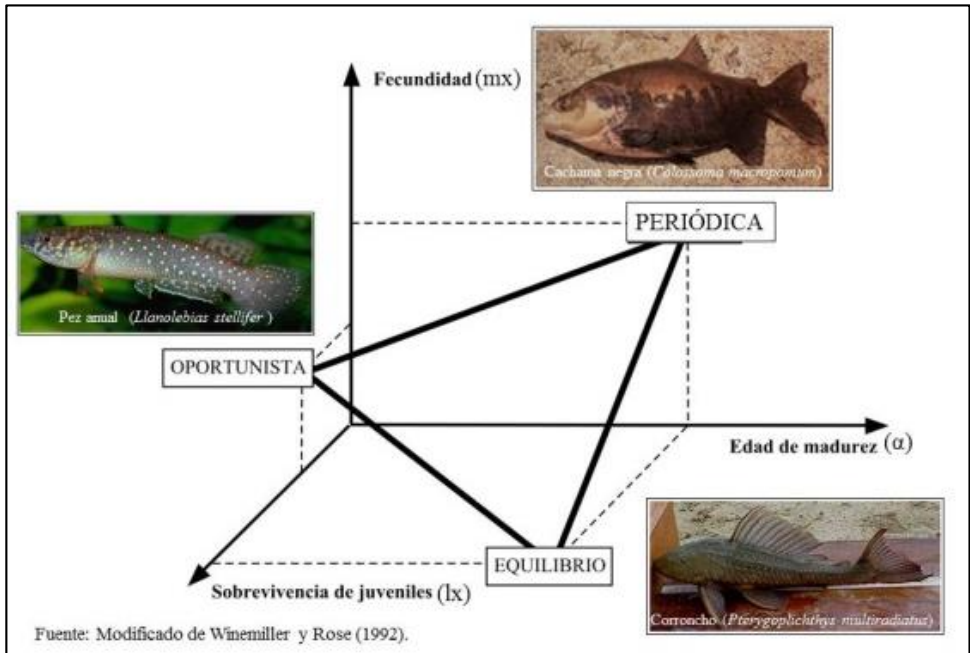 Fecundidad (mx)
Cachama negra (Colossoma macropomum)
PERIÓDICA
Pez anual (Llanolebias stellifer )
OPORTUNISTA
Edad de madurez (α)
EQUILIBRIO
Sobrevivencia de juveniles (lx)
Corroncho (Pterygoplichthys multiradiatus)
Fuente: Modificado de Winemiller y Rose (1992).